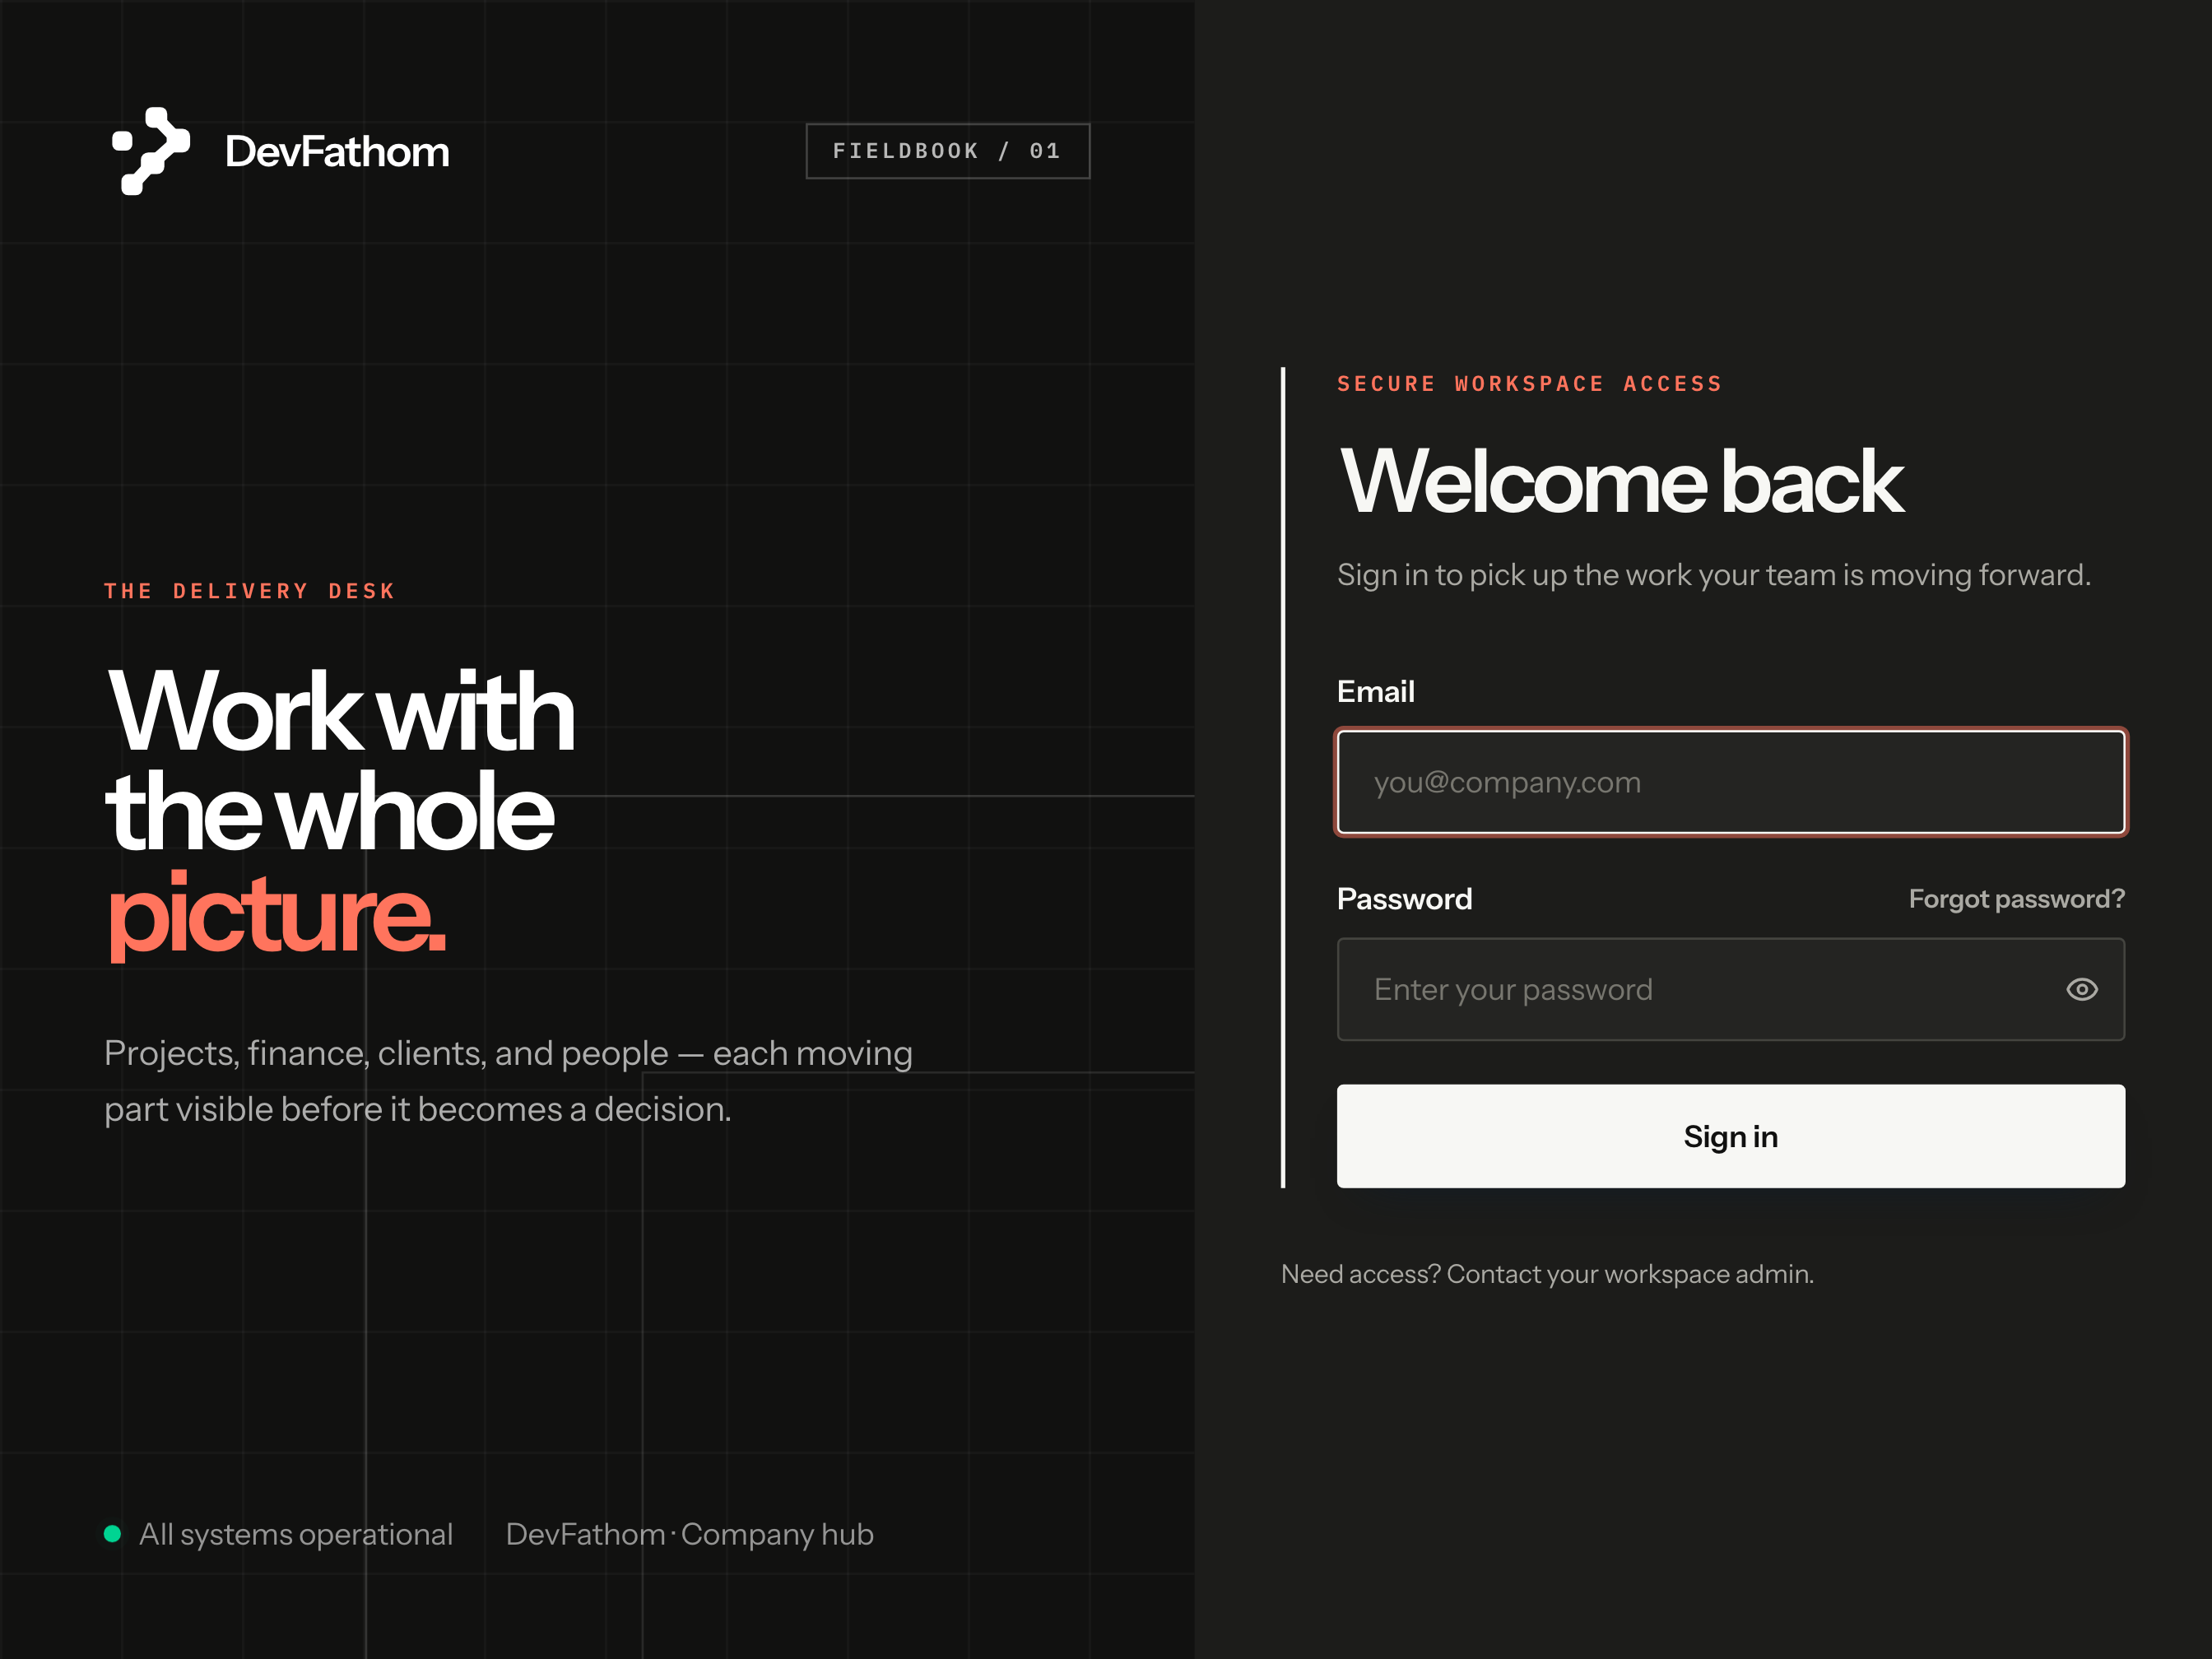 DevFathom
FIELDBOOK / 01
THE DELIVERY DESK
Work with
the whole
picture.
Projects, finance, clients, and people — each moving
part visible before it becomes a decision.
All systems operational
DevFathom · Company hub
SECURE WORKSPACE ACCESS
Welcome back
Sign in to pick up the work your team is moving forward.
Email
you@company.com
Password
Forgot password?
Enter your password
Sign in
Need access? Contact your workspace admin.